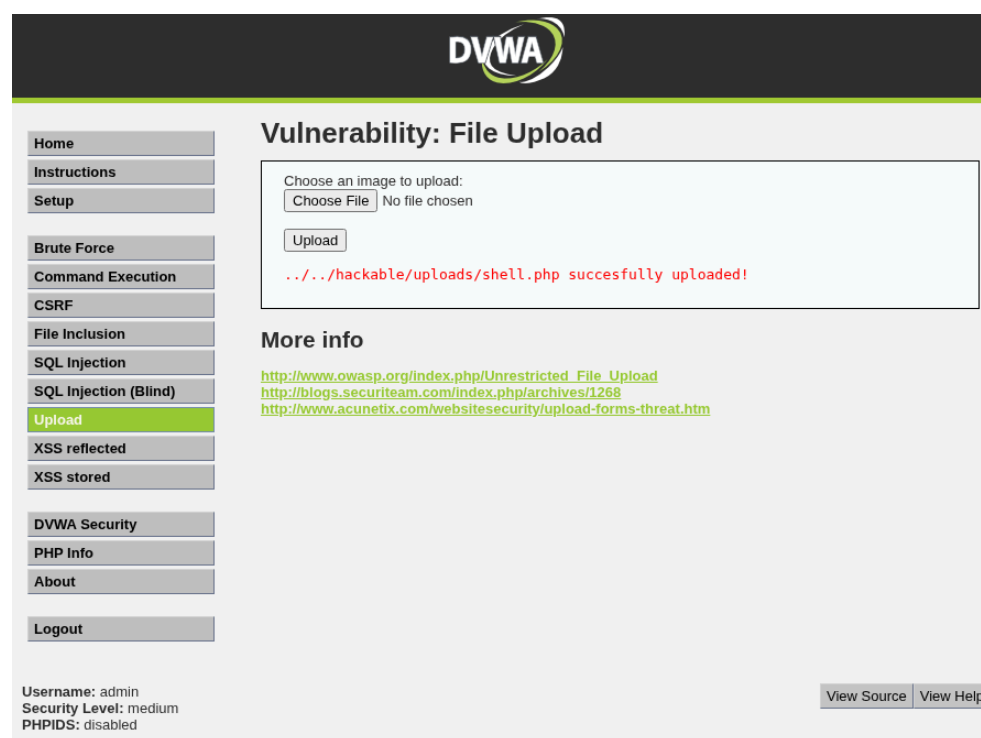 DVWA
Home
Instructions
Setup
Brute Force
Command Execution
CSRF
File Inclusion
SQL Injection
SQL Injection (Blind)
Upload
XSS reflected
XSS stored
DVWA Security
PHP Info
About
Logout
Vulnerability: File Upload
Choose an image to upload:
Choose File No file chosen
Upload
../../hackable/uploads/shell.php succesfully uploaded!
More info
http://www.owasp.org/index.php/Unrestricted_File_Upload
http://blogs.securiteam.com/index.php/archives/1268
http://www.acunetix.com/websitesecurity/upload-forms-threat.htm
Username: admin
Security Level: medium
PHPIDS: disabled
View Source View Help